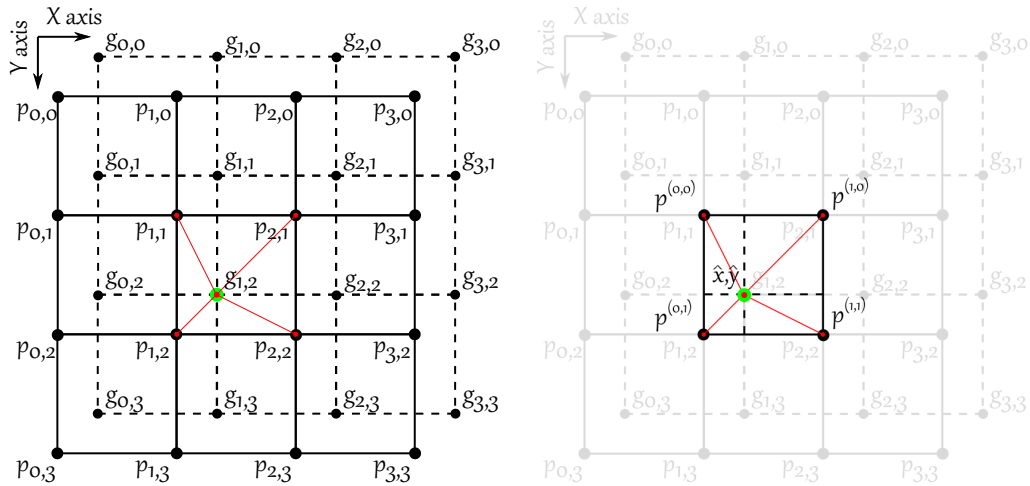 X axis
Y axis
g0,0 g1,0 g2,0 g3,0
p0,0 p1,0 p2,0 p3,0
g0,1 g1,1 g2,1 g3,1
p0,1 p1,1 p2,1 p3,1
g0,2 g1,2 g2,2 g3,2
p0,2 p1,2 p2,2 p3,2
g0,3 g1,3 g2,3 g3,3
p0,3 p1,3 p2,3 p3,3
X axis
Y axis
g0,0 g1,0 g2,0 g3,0
p0,0 p1,0 p2,0 p3,0
g0,1 g1,1 g2,1 g3,1
p(0,0) p(1,0)
p0,1 p1,1 p2,1 p3,1
g0,2 x̂,ŷ g1,2 g2,2 g3,2
p(0,1) p(1,1)
p0,2 p1,2 p2,2 p3,2
g0,3 g1,3 g2,3 g3,3
p0,3 p1,3 p2,3 p3,3